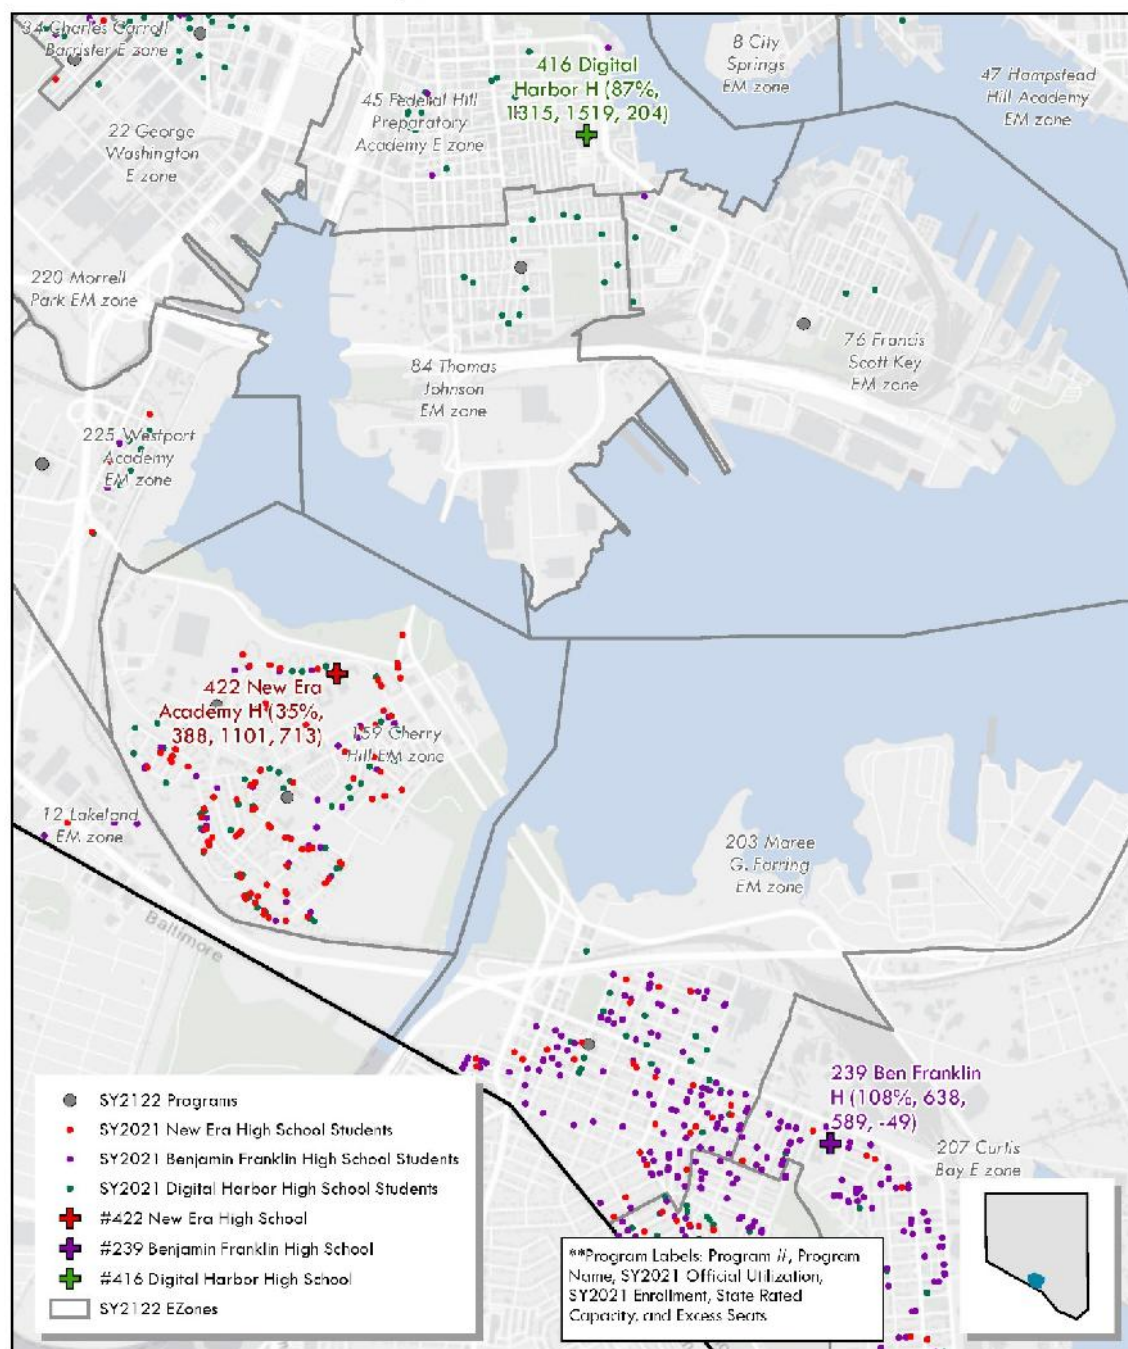 34 Charles Carroll
Barrister E zone
8 City
Springs
EM zone
416 Digital
Harbor H (87%,
1315, 1519, 204)
47 Hampstead
Hill Academy
EM zone
45 Federal Hill
Preparatory
Academy E zone
22 George
Washington
E zone
220 Morrell
Park EM zone
84 Thomas
Johnson
EM zone
76 Francis
Scott Key
EM zone
225 Westport
Academy
EM zone
422 New Era
Academy H (35%,
388, 1101, 713)
159 Cherry
Hill EM zone
12 Lakeland
EM zone
203 Maree
G. Farring
EM zone
Baltimore
239 Ben Franklin
H (108%, 638,
589, -49)
207 Curtis
Bay E zone
SY2122 Programs
SY2021 New Era High School Students
SY2021 Benjamin Franklin High School Students
SY2021 Digital Harbor High School Students
#422 New Era High School
#239 Benjamin Franklin High School
#416 Digital Harbor High School
SY2122 EZones
**Program Labels: Program #, Program
Name, SY2021 Official Utilization,
SY2021 Enrollment, State Rated
Capacity, and Excess Seats